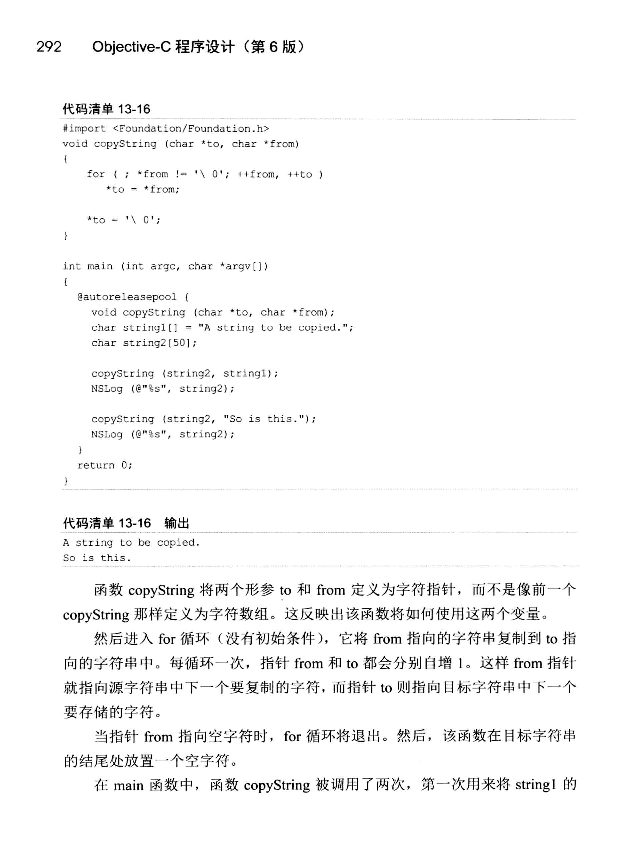 292 Objective-C 程序设计（第 6 版）
代码清单 13-16
#import <Foundation/Foundation.h>
void copyString (char *to, char *from)
{
for ( ; *from != '\ 0'; ++from, ++to )
*to = *from;
*to = '\ 0';
}
int main (int argc, char *argv[])
{
@autoreleasepool {
void copyString (char *to, char *from);
char string1[] = "A string to be copied.";
char string2[50];
copyString (string2, string1);
NSLog (@"%s", string2);
copyString (string2, "So is this.");
NSLog (@"%s", string2);
}
return 0;
}
代码清单 13-16 输出
A string to be copied.
So is this.
函数 copyString 将两个形参 to 和 from 定义为字符指针，而不是像前一个
copyString 那样定义为字符数组。这反映出该函数将如何使用这两个变量。
然后进入 for 循环（没有初始条件），它将 from 指向的字符串复制到 to 指
向的字符串中。每循环一次，指针 from 和 to 都会分别自增 1。这样 from 指针
就指向源字符串中下一个要复制的字符，而指针 to 则指向目标字符串中下一个
要存储的字符。
当指针 from 指向空字符时，for 循环将退出。然后，该函数在目标字符串
的结尾处放置一个空字符。
在 main 函数中，函数 copyString 被调用了两次，第一次用来将 string1 的